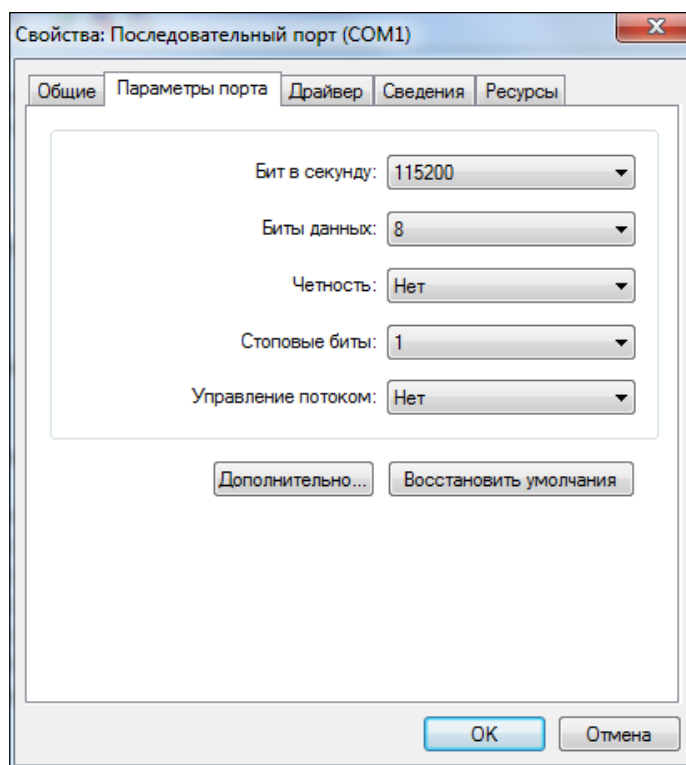 Свойства: Последовательный порт (COM1)
Общие Параметры порта Драйвер Сведения Ресурсы
Бит в секунду: 115200
Биты данных: 8
Четность: Нет
Стоповые биты: 1
Управление потоком: Нет
Дополнительно... Восстановить умолчания
OK Отмена